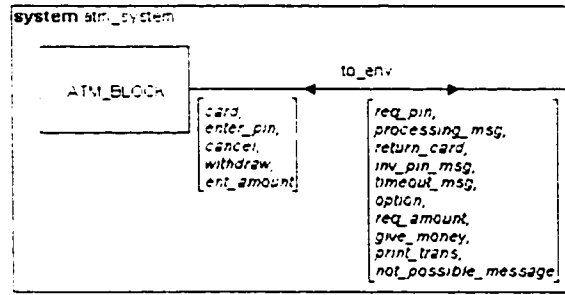 system atm_system
to_env
ATM_BLOCK
card,
enter_pin,
cancel,
withdraw,
ent_amount
req_pin,
processing_msg,
return_card,
inv_pin_msg,
timeout_msg,
option,
req_amount,
give_money,
print_trans,
not_possible_message